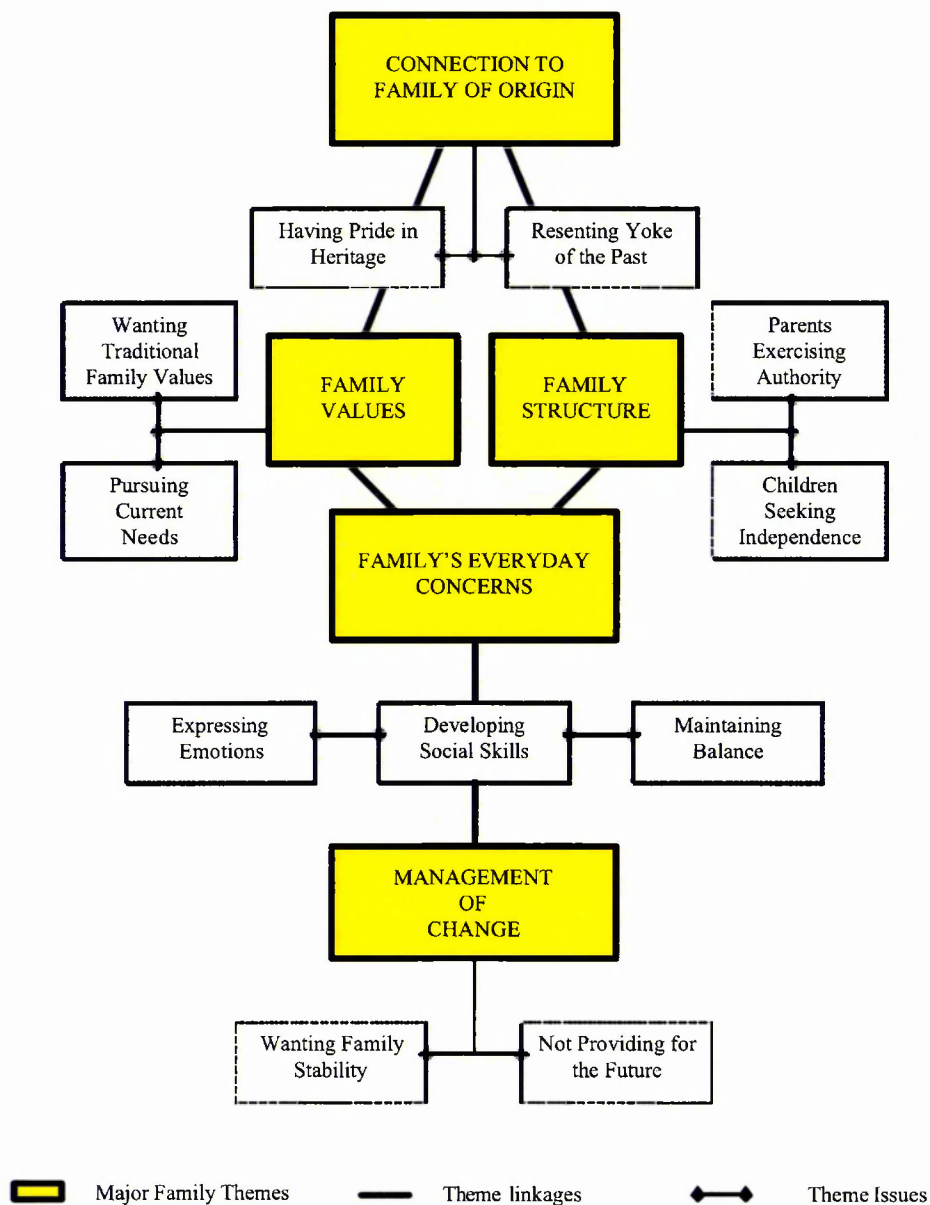 CONNECTION TO
FAMILY OF ORIGIN
Having Pride in
Heritage
Resenting Yoke
of the Past
Wanting
Traditional
Family Values
FAMILY
VALUES
FAMILY
STRUCTURE
Parents
Exercising
Authority
Pursuing
Current
Needs
Children
Seeking
Independence
FAMILY'S EVERYDAY
CONCERNS
Expressing
Emotions
Developing
Social Skills
Maintaining
Balance
MANAGEMENT
OF
CHANGE
Wanting Family
Stability
Not Providing for
the Future
Major Family Themes
Theme linkages
Theme Issues